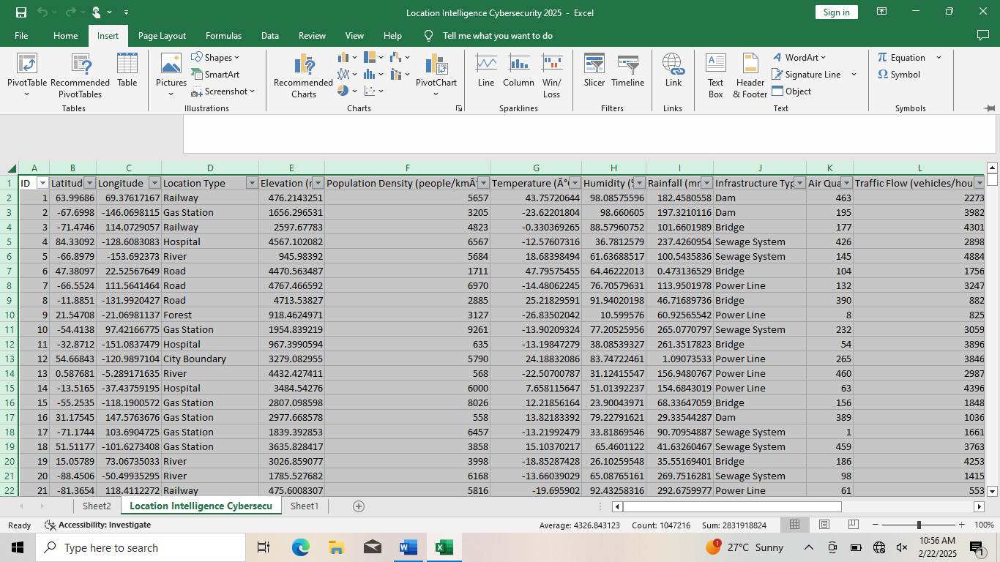 Location Intelligence Cybersecurity 2025 - Excel
Sign in
File Home Insert Page Layout Formulas Data Review View Help Tell me what you want to do
PivotTable Recommended PivotTables Table
Pictures Shapes SmartArt Screenshot
Recommended Charts PivotChart
Line Column Win/Loss
Slicer Timeline
Link
Text Box Header & Footer WordArt Signature Line Object
Equation Symbol
Tables Illustrations Charts Sparklines Filters Links Text Symbols
A B C D E F G H I J K L
1 ID Latitud Longitude Location Type Elevation (r Population Density (people/kmÂ² Temperature (Â°C Humidity (% Rainfall (mm Infrastructure Typ Air Qua Traffic Flow (vehicles/hou
2 1 63.99686 69.37617167 Railway 476.2143251 5657 43.75720644 98.08575596 182.4580558 Dam 463 2273
3 2 -67.6998 -146.0698115 Gas Station 1656.296531 3205 -23.62201804 98.660605 197.3210116 Dam 195 3982
4 3 -71.4746 114.0729057 Railway 2597.67783 4823 -0.330369265 88.57960752 101.6601989 Bridge 177 4301
5 4 84.33092 -128.6083083 Hospital 4567.102082 6567 -12.57607316 36.7812579 237.4260954 Sewage System 426 2898
6 5 -66.8979 -153.692373 River 945.98392 5684 18.68398494 61.63688517 100.5435836 Sewage System 145 4884
7 6 47.38097 22.52567649 Road 4470.563487 1711 47.79575455 64.46222013 0.473136529 Bridge 104 1756
8 7 -66.5524 111.5641464 Road 4767.466592 6970 -14.48062245 76.70579631 113.9501978 Power Line 132 3247
9 8 -11.8851 -131.9920427 Road 4713.53827 2885 25.21829591 91.94020198 46.71689736 Bridge 390 882
10 9 21.54708 -21.06981137 Forest 918.4624971 3127 -26.83502042 10.599576 60.92565542 Power Line 8 825
11 10 -54.4138 97.42166775 Gas Station 1954.839219 9261 -13.90209324 77.20525956 265.0770797 Sewage System 232 3059
12 11 -32.8712 -151.0837479 Hospital 967.3990594 635 -13.19847279 38.08539327 261.3517823 Bridge 54 3896
13 12 54.66843 -120.9897104 City Boundary 3279.082955 5790 24.18832086 83.74722461 1.09073533 Power Line 265 3846
14 13 0.587681 -5.289171635 River 4432.427411 568 -22.50700787 31.12415547 156.9480767 Power Line 460 2987
15 14 -13.5165 -37.43759195 Hospital 3484.54276 6000 7.658115647 51.01392237 154.6843019 Power Line 63 4396
16 15 -55.2535 -118.1900572 Gas Station 2807.098598 8026 12.21856164 23.90043971 68.33647059 Bridge 156 1848
17 16 31.17545 147.5763676 Gas Station 2977.668578 558 13.82183392 79.22791621 29.33544287 Dam 389 1036
18 17 -71.1744 103.6904725 Gas Station 1839.392853 6457 -13.21992479 33.81869546 90.70954887 Sewage System 1 1661
19 18 51.51177 -101.6273408 Gas Station 3635.828417 3858 15.10370217 65.4601122 41.63260467 Sewage System 459 3763
20 19 15.05789 73.06735033 River 3026.859077 3998 -18.85287428 26.10259548 35.55169401 Bridge 186 4253
21 20 -88.4506 -50.49935295 River 1785.527682 6168 -13.66039029 65.08765161 269.7516281 Sewage System 98 1415
22 21 -81.3654 118.4112272 Railway 475.6008307 5816 -19.695902 92.43258316 292.6759977 Power Line 61 553
Sheet2 Location Intelligence Cybersecu Sheet1
Ready Accessibility: Investigate Average: 4326.843123 Count: 1047216 Sum: 2831918824 100%
Type here to search 27°C Sunny 10:56 AM
2/22/2025